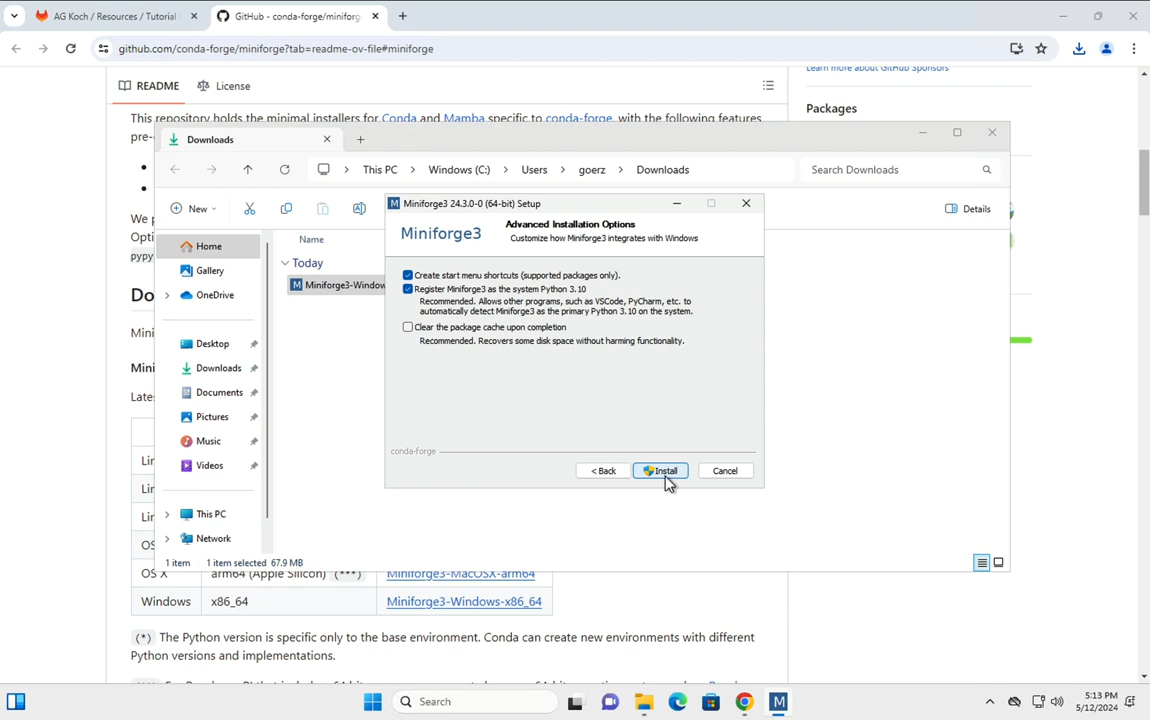 AG Koch / Resources / Tutorial
GitHub - conda-forge/miniforg
github.com/conda-forge/miniforge?tab=readme-ov-file#miniforge
README
License
Learn more about GitHub Sponsors
Packages
This repository holds the minimal installers for Conda and Mamba specific to conda-forge, with the following features
pre-
We p
Opti
pypy
Do
Mini
Mini
Late
Lin
Lin
Lin
OS
OS X arm64 (Apple Silicon) (***) Miniforge3-MacOSX-arm64
Windows x86_64 Miniforge3-Windows-x86_64
(*) The Python version is specific only to the base environment. Conda can create new environments with different
Python versions and implementations.
Downloads
This PC > Windows (C:) > Users > goerz > Downloads
Search Downloads
New
Details
Home
Gallery
OneDrive
Desktop
Downloads
Documents
Pictures
Music
Videos
This PC
Network
Name
Today
Miniforge3-Window
1 item 1 item selected 67.9 MB
Miniforge3 24.3.0-0 (64-bit) Setup
Miniforge3
Advanced Installation Options
Customize how Miniforge3 integrates with Windows
Create start menu shortcuts (supported packages only).
Register Miniforge3 as the system Python 3.10
Recommended. Allows other programs, such as VSCode, PyCharm, etc. to
automatically detect Miniforge3 as the primary Python 3.10 on the system.
Clear the package cache upon completion
Recommended. Recovers some disk space without harming functionality.
conda-forge
< Back
Install
Cancel
Search
5:13 PM
5/12/2024